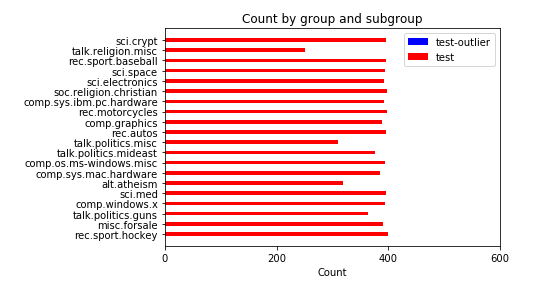 Count by group and subgroup
sci.crypt
talk.religion.misc
rec.sport.baseball
sci.space
sci.electronics
soc.religion.christian
comp.sys.ibm.pc.hardware
rec.motorcycles
comp.graphics
rec.autos
talk.politics.misc
talk.politics.mideast
comp.os.ms-windows.misc
comp.sys.mac.hardware
alt.atheism
sci.med
comp.windows.x
talk.politics.guns
misc.forsale
rec.sport.hockey
test-outlier
test
0 200 400 600
Count